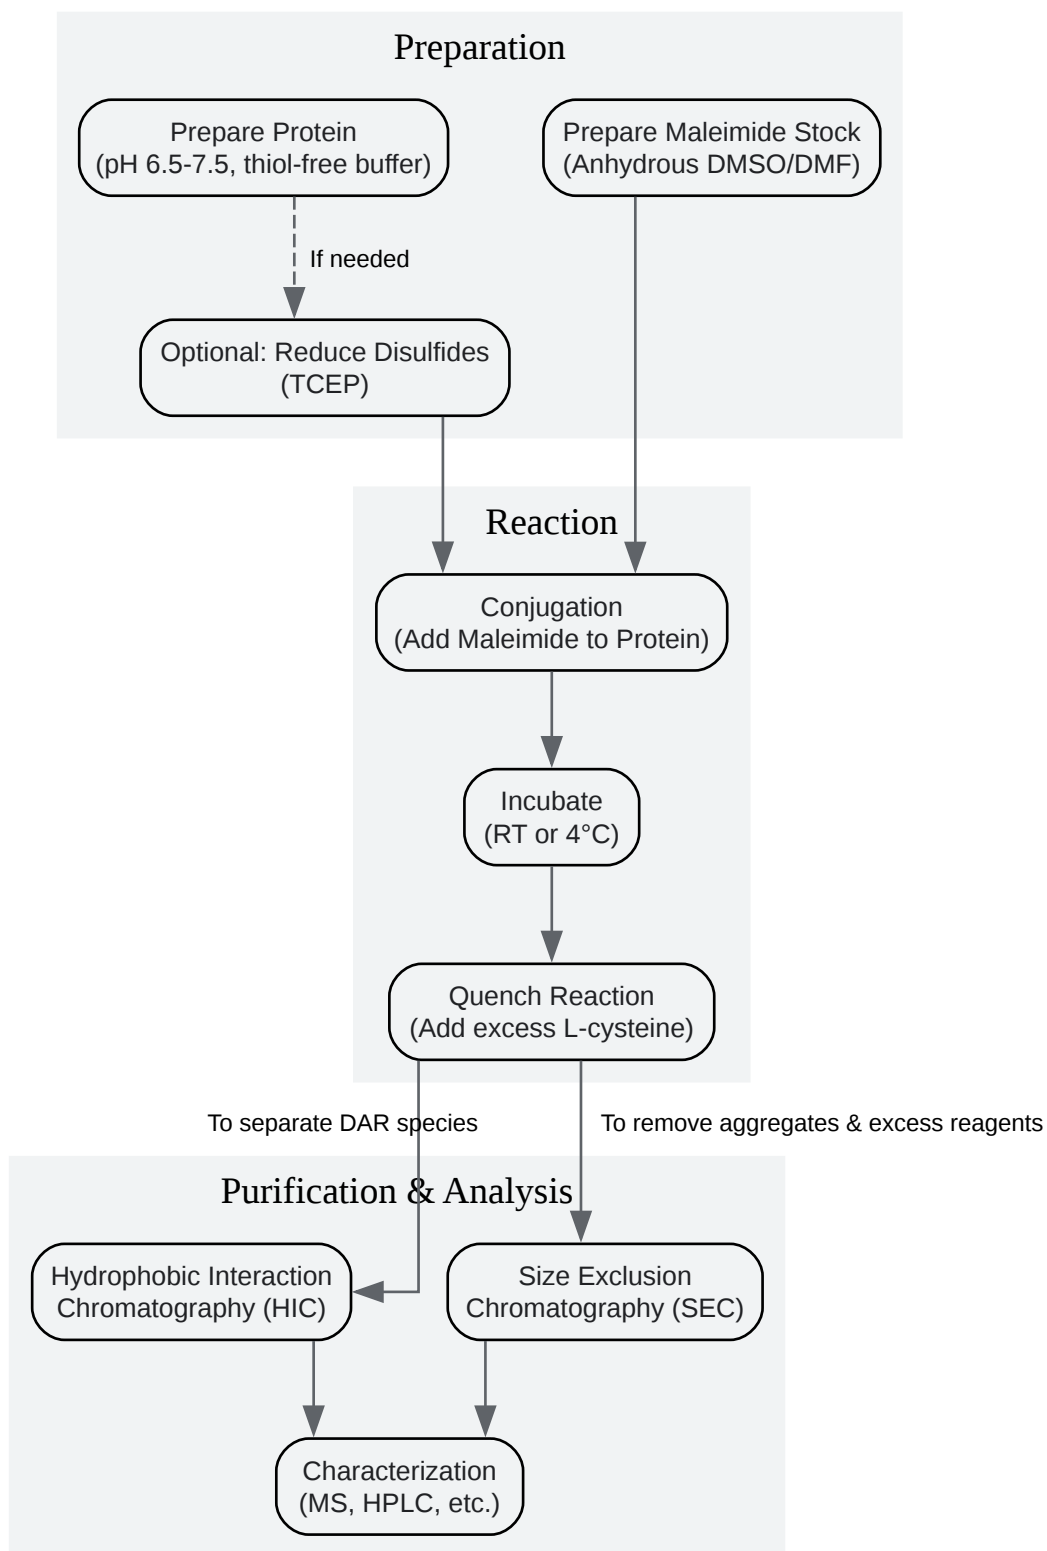 Preparation
Prepare Protein
(pH 6.5-7.5, thiol-free buffer)
Prepare Maleimide Stock
(Anhydrous DMSO/DMF)
If needed
Optional: Reduce Disulfides
(TCEP)
Reaction
Conjugation
(Add Maleimide to Protein)
Incubate
(RT or 4°C)
Quench Reaction
(Add excess L-cysteine)
To separate DAR species
To remove aggregates & excess reagents
Purification & Analysis
Hydrophobic Interaction
Chromatography (HIC)
Size Exclusion
Chromatography (SEC)
Characterization
(MS, HPLC, etc.)